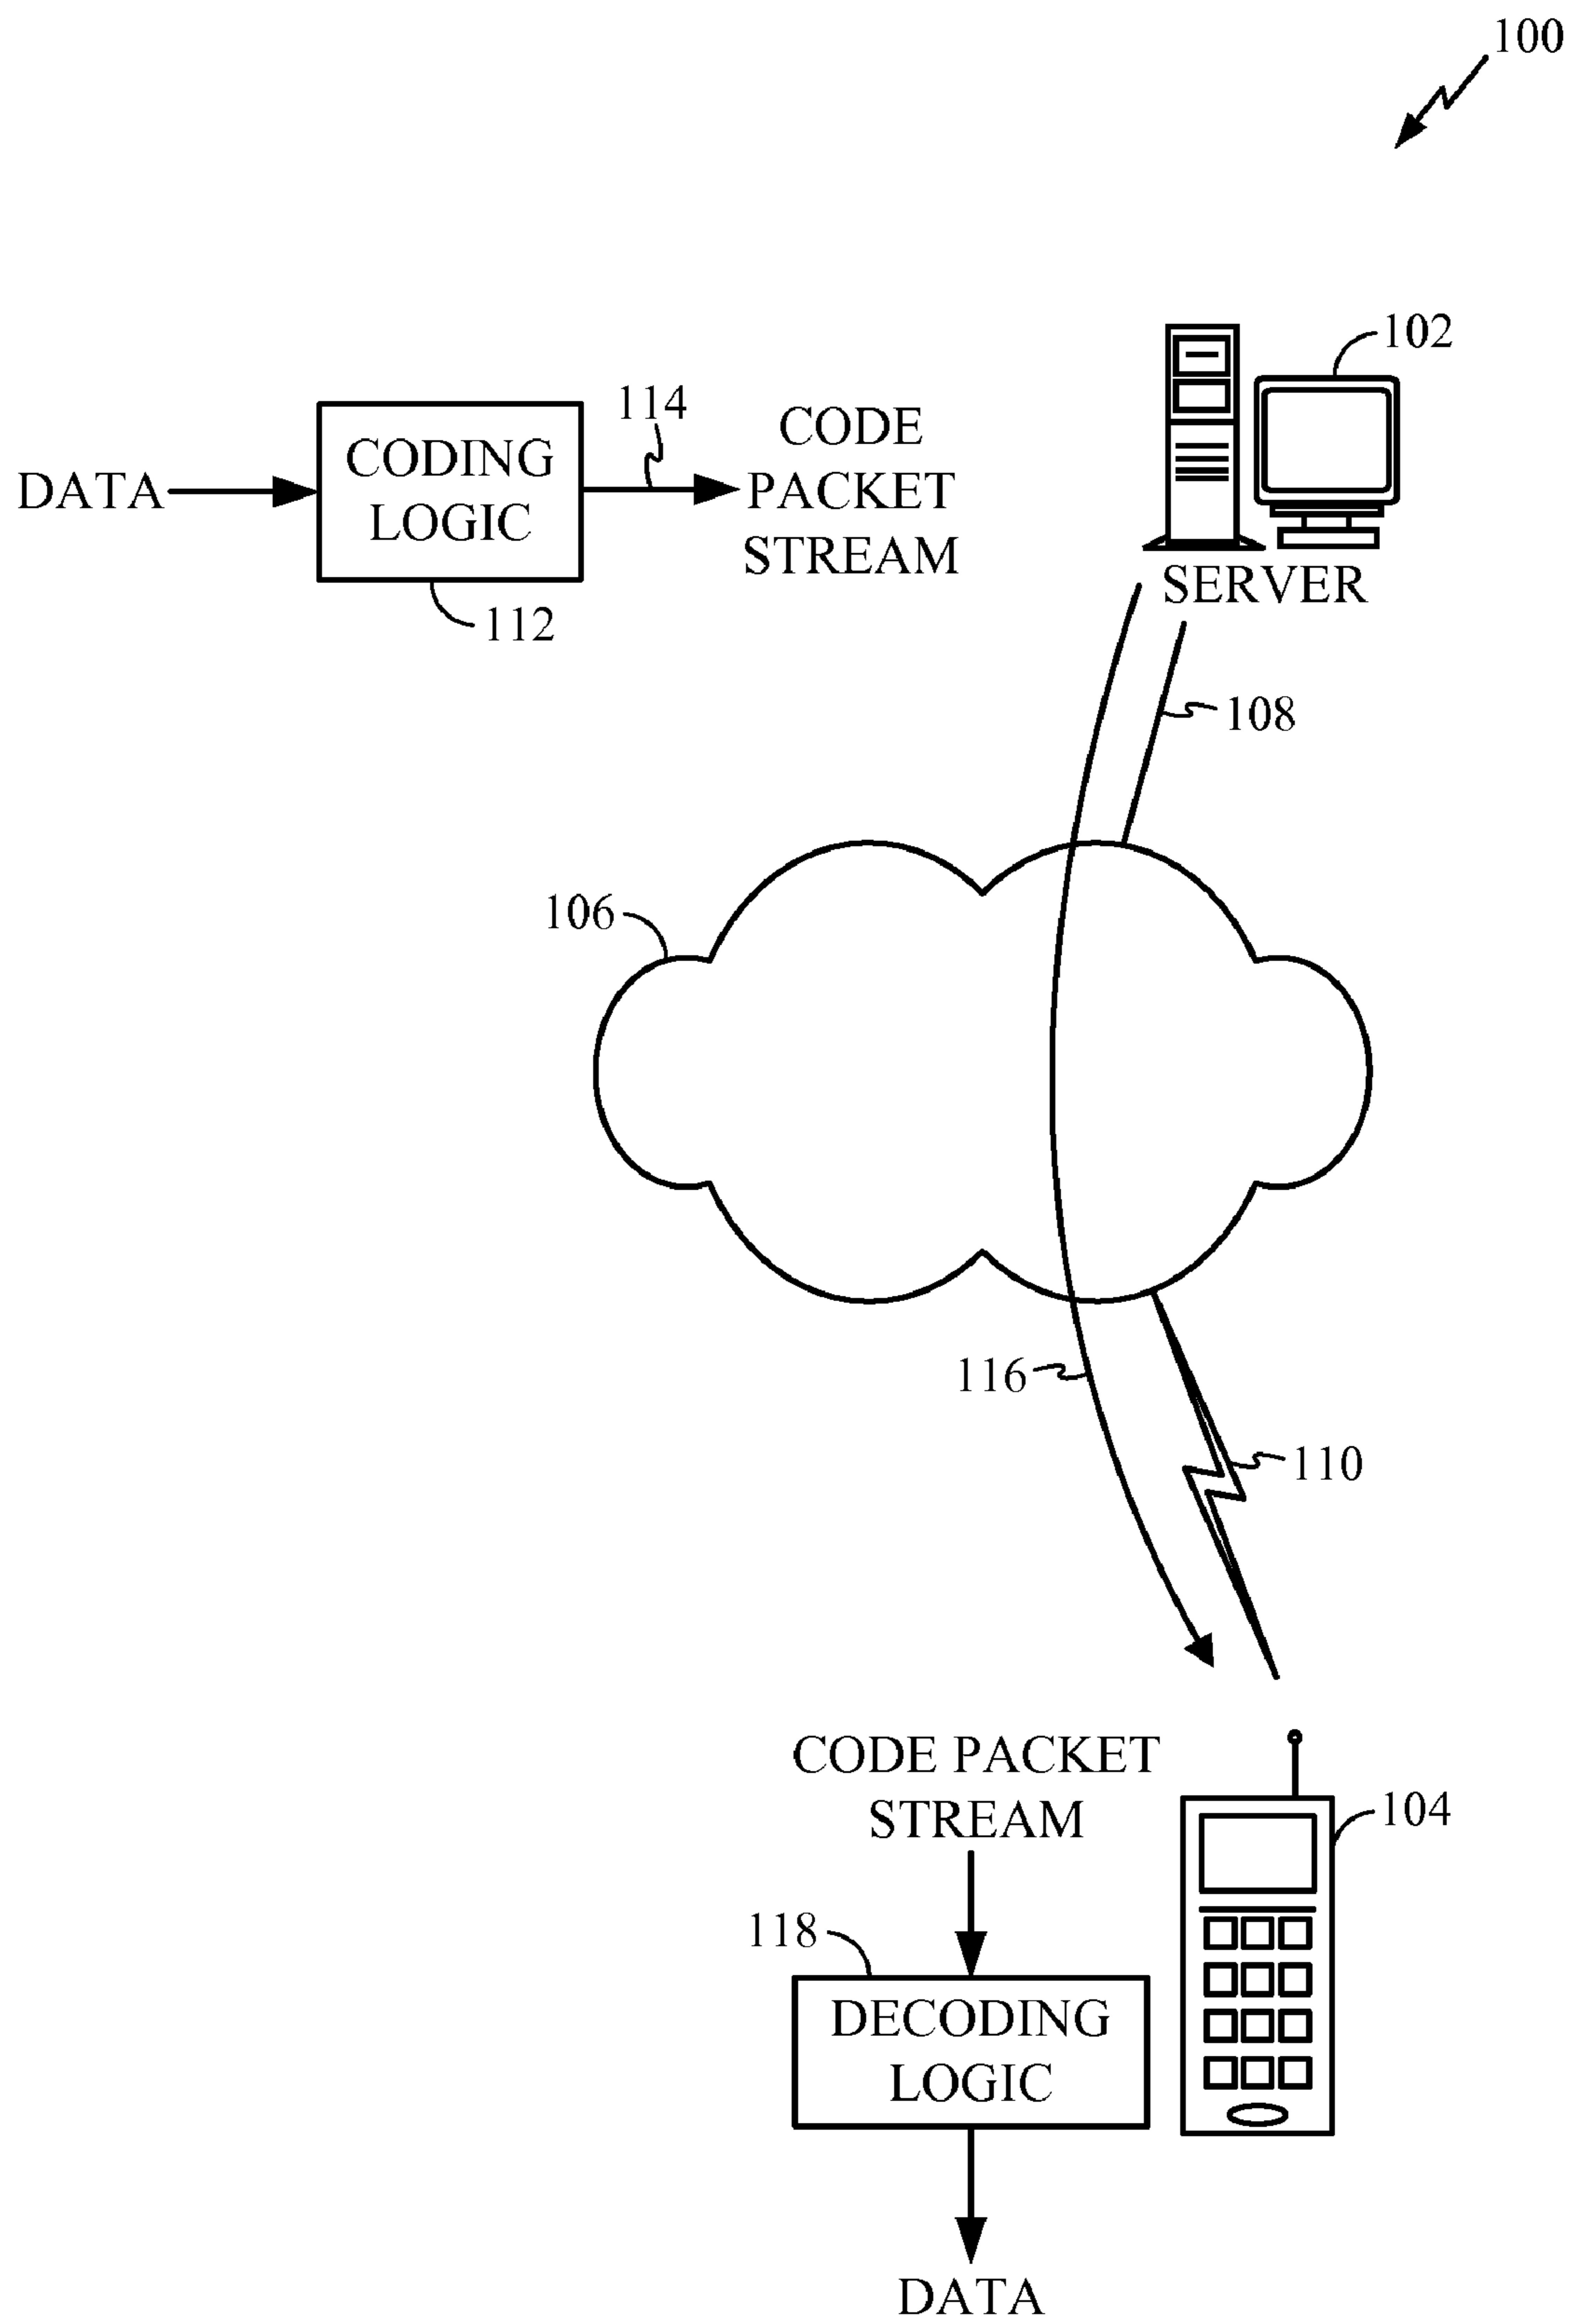 100
102
114
CODE
PACKET
STREAM
DATA
CODING
LOGIC
112
SERVER
108
106
116
110
CODE PACKET
STREAM
104
118
DECODING
LOGIC
DATA